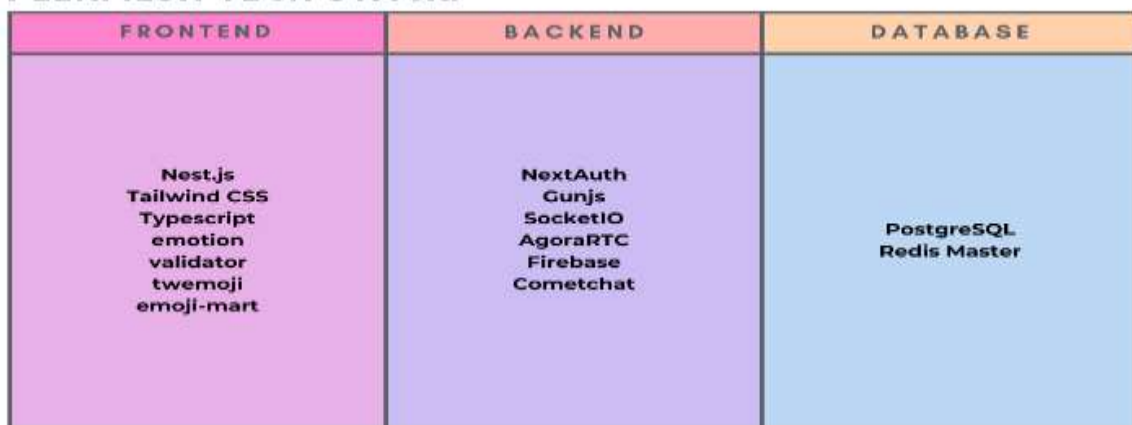 FRONTEND
BACKEND
DATABASE
Nest.js
Tailwind CSS
Typescript
emotion
validator
twemoji
emoji-mart
NextAuth
Gunjs
SocketIO
AgoraRTC
Firebase
Cometchat
PostgreSQL
Redis Master